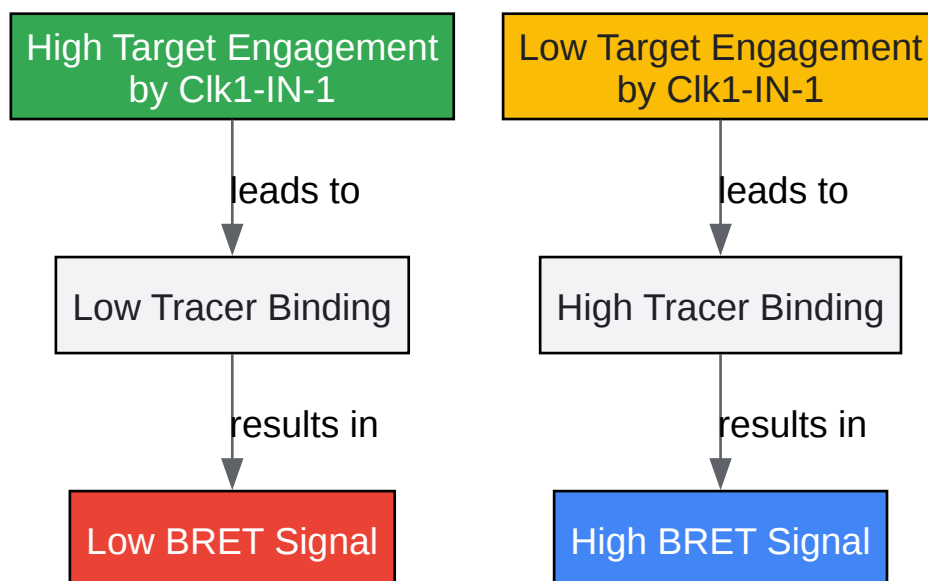 High Target Engagement
by Clk1-IN-1
leads to
Low Tracer Binding
results in
Low BRET Signal
Low Target Engagement
by Clk1-IN-1
leads to
High Tracer Binding
results in
High BRET Signal